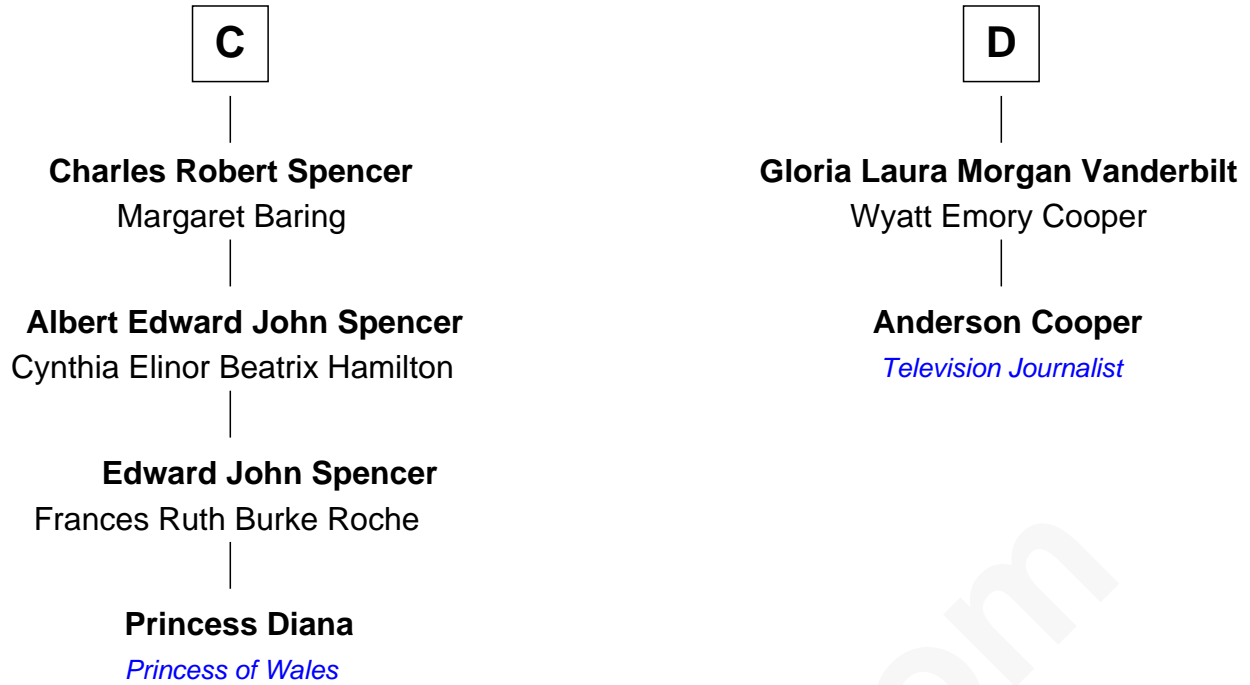 C
Charles Robert Spencer
Margaret Baring
Albert Edward John Spencer
Cynthia Elinor Beatrix Hamilton
Edward John Spencer
Frances Ruth Burke Roche
Princess Diana
Princess of Wales
D
Gloria Laura Morgan Vanderbilt
Wyatt Emory Cooper
Anderson Cooper
Television Journalist
om